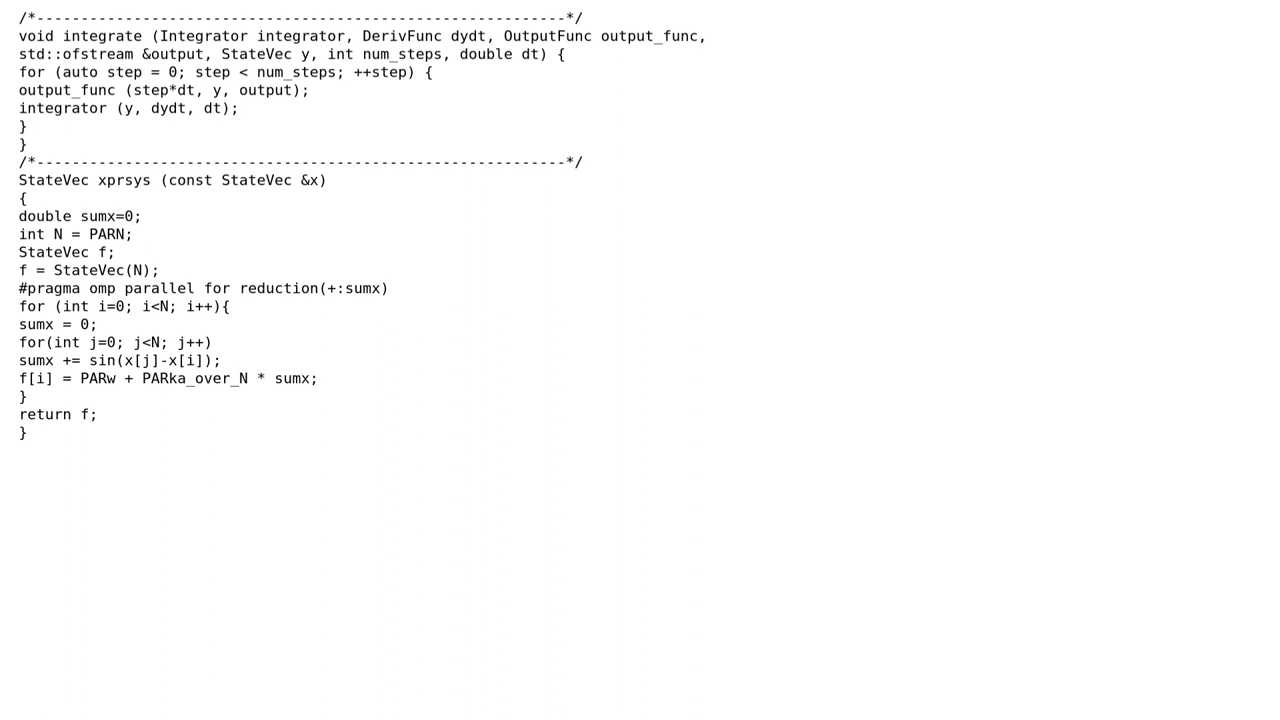 /*------------------------------------------------------------*/
void integrate (Integrator integrator, DerivFunc dydt, OutputFunc output_func,
std::ofstream &output, StateVec y, int num_steps, double dt) {
for (auto step = 0; step < num_steps; ++step) {
output_func (step*dt, y, output);
integrator (y, dydt, dt);
}
}
/*------------------------------------------------------------*/
StateVec xprsys (const StateVec &x)
{
double sumx=0;
int N = PARN;
StateVec f;
f = StateVec(N);
#pragma omp parallel for reduction(+:sumx)
for (int i=0; i<N; i++){
sumx = 0;
for(int j=0; j<N; j++)
sumx += sin(x[j]-x[i]);
f[i] = PARw + PARka_over_N * sumx;
}
return f;
}